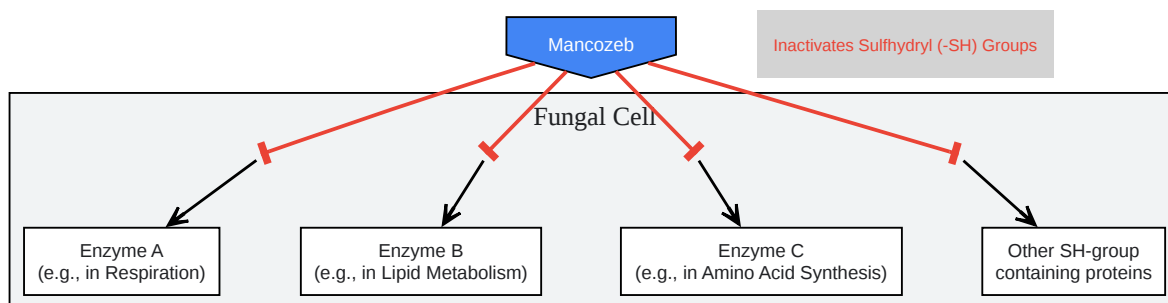 Mancozeb
Inactivates Sulfhydryl (-SH) Groups
Fungal Cell
Enzyme A
(e.g., in Respiration)
Enzyme B
(e.g., in Lipid Metabolism)
Enzyme C
(e.g., in Amino Acid Synthesis)
Other SH-group
containing proteins